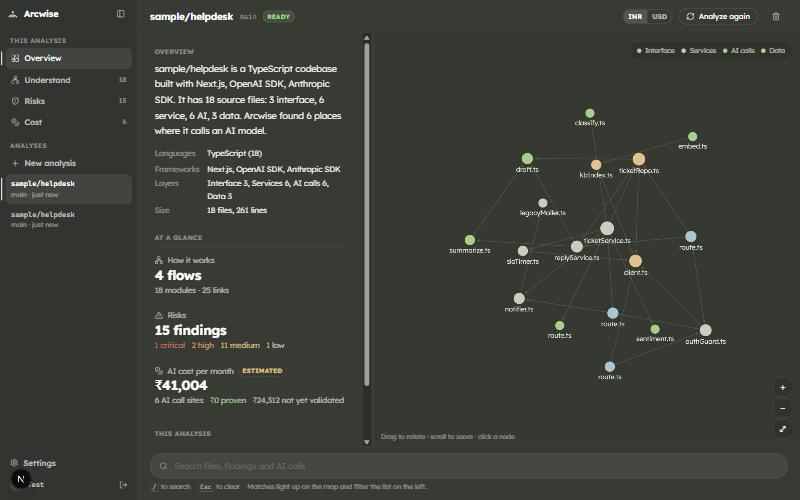 Arcwise
THIS ANALYSIS
Overview
Understand 18
Risks 15
Cost 6
ANALYSES
New analysis
sample/helpdesk
main · just now
sample/helpdesk
main · just now
Settings
N
sample/helpdesk main READY
INR USD
Analyze again
OVERVIEW
sample/helpdesk is a TypeScript codebase
built with Next.js, OpenAI SDK, Anthropic
SDK. It has 18 source files: 3 interface, 6
service, 6 AI, 3 data. Arcwise found 6 places
where it calls an AI model.
Languages TypeScript (18)
Frameworks Next.js, OpenAI SDK, Anthropic SDK
Layers Interface 3, Services 6, AI calls 6,
Data 3
Size 18 files, 261 lines
AT A GLANCE
How it works
4 flows
18 modules · 25 links
Risks
15 findings
1 critical 2 high 11 medium 1 low
AI cost per month ESTIMATED
₹41,004
6 AI call sites ₹0 proven ₹24,312 not yet validated
THIS ANALYSIS
Interface Services AI calls Data
classify.ts
embed.ts
draft.ts
kbIndex.ts
ticketRepo.ts
legacyMailer.ts
ticketService.ts
summarize.ts
slaTimer.ts
replyService.ts
route.ts
client.ts
notifier.ts
route.ts
route.ts
sentiment.ts
authGuard.ts
route.ts
+
−
Drag to rotate · scroll to zoom · click a node
Search files, findings and AI calls
/ to search Esc to clear Matches light up on the map and filter the list on the left.